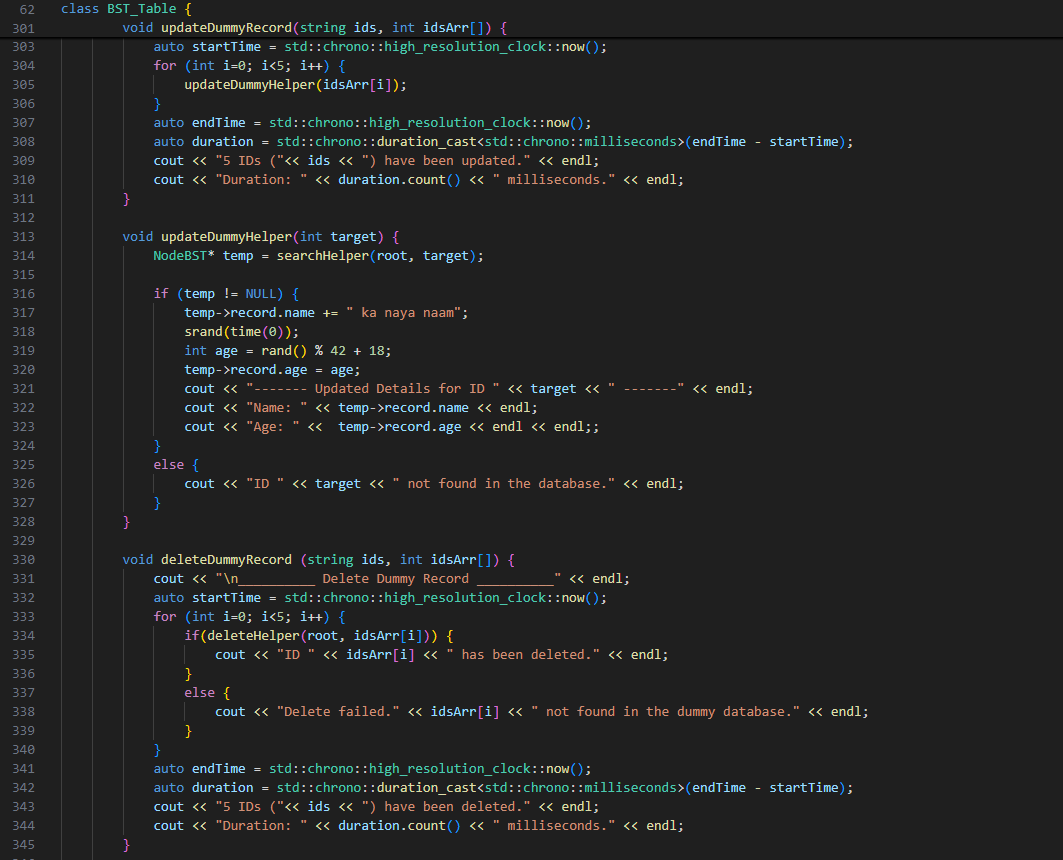 62 class BST_Table {
301 void updateDummyRecord(string ids, int idsArr[]) {
303 auto startTime = std::chrono::high_resolution_clock::now();
304 for (int i=0; i<5; i++) {
305 updateDummyHelper(idsArr[i]);
306 }
307 auto endTime = std::chrono::high_resolution_clock::now();
308 auto duration = std::chrono::duration_cast<std::chrono::milliseconds>(endTime - startTime);
309 cout << "5 IDs ("<< ids << ") have been updated." << endl;
310 cout << "Duration: " << duration.count() << " milliseconds." << endl;
311 }
312
313 void updateDummyHelper(int target) {
314 NodeBST* temp = searchHelper(root, target);
315
316 if (temp != NULL) {
317 temp->record.name += " ka naya naam";
318 srand(time(0));
319 int age = rand() % 42 + 18;
320 temp->record.age = age;
321 cout << "------- Updated Details for ID " << target << " -------" << endl;
322 cout << "Name: " << temp->record.name << endl;
323 cout << "Age: " <<  temp->record.age << endl << endl;;
324 }
325 else {
326 cout << "ID " << target << " not found in the database." << endl;
327 }
328 }
329
330 void deleteDummyRecord (string ids, int idsArr[]) {
331 cout << "\n__________ Delete Dummy Record __________" << endl;
332 auto startTime = std::chrono::high_resolution_clock::now();
333 for (int i=0; i<5; i++) {
334 if(deleteHelper(root, idsArr[i])) {
335 cout << "ID " << idsArr[i] << " has been deleted." << endl;
336 }
337 else {
338 cout << "Delete failed." << idsArr[i] << " not found in the dummy database." << endl;
339 }
340 }
341 auto endTime = std::chrono::high_resolution_clock::now();
342 auto duration = std::chrono::duration_cast<std::chrono::milliseconds>(endTime - startTime);
343 cout << "5 IDs ("<< ids << ") have been deleted." << endl;
344 cout << "Duration: " << duration.count() << " milliseconds." << endl;
345 }